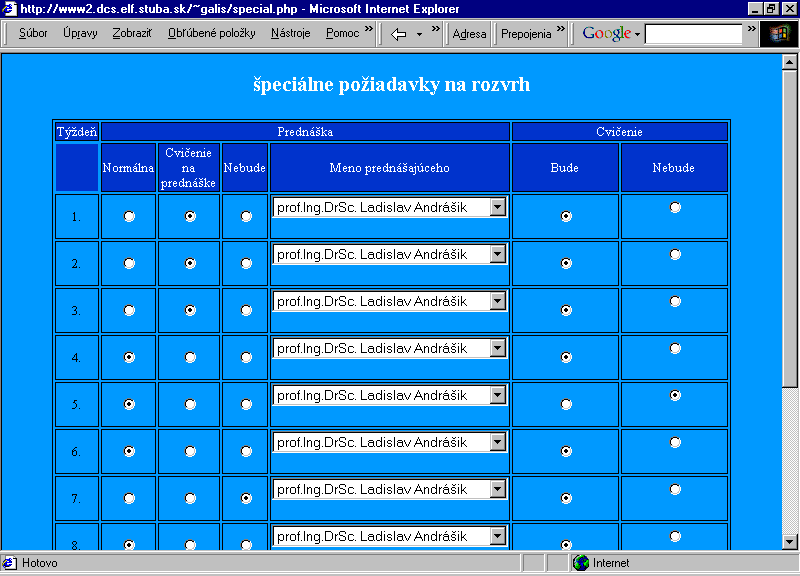 http://www2.dcs.elf.stuba.sk/~galis/special.php - Microsoft Internet Explorer
Súbor Úpravy Zobraziť Obľúbené položky Nástroje Pomoc » » Adresa Prepojenia » Google »
špeciálne požiadavky na rozvrh
Týždeň Prednáška Cvičenie
Normálna Cvičenie na prednáške Nebude Meno prednášajúceho Bude Nebude
1. prof.Ing.DrSc. Ladislav Andrášik
2. prof.Ing.DrSc. Ladislav Andrášik
3. prof.Ing.DrSc. Ladislav Andrášik
4. prof.Ing.DrSc. Ladislav Andrášik
5. prof.Ing.DrSc. Ladislav Andrášik
6. prof.Ing.DrSc. Ladislav Andrášik
7. prof.Ing.DrSc. Ladislav Andrášik
8. prof.Ing.DrSc. Ladislav Andrášik
Hotovo Internet